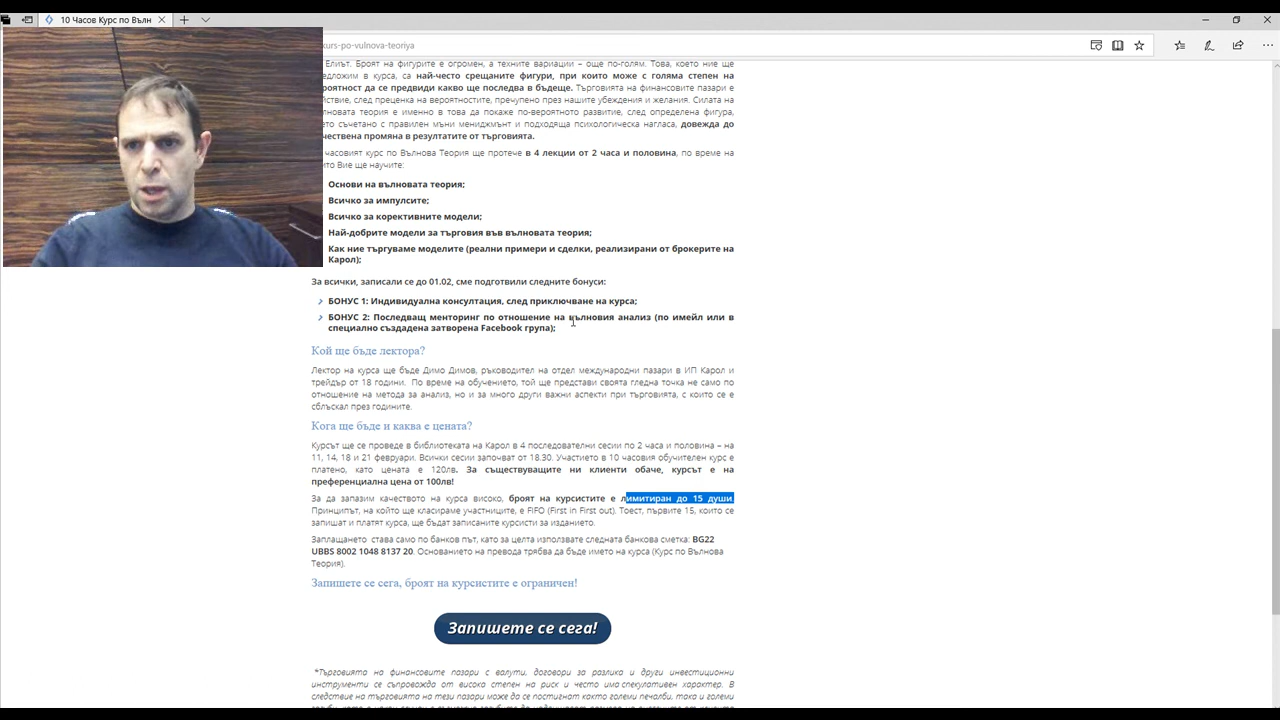 10 Часов Курс по Вълн
kurs-po-vulnova-teoriya
Елиът. Броят на фигурите е огромен, а техните вариации – още по-голям. Това, което ние ще
предложим в курса, са най-често срещаните фигури, при които може с голяма степен на
вероятност да се предвиди какво ще последва в бъдеще. Търговията на финансовите пазари е
действие, след преценка на вероятностите, пречупено през нашите убеждения и желания. Силата на
вълновата теория е именно в това да покаже по-вероятното развитие, след определена фигура,
което съчетано с правилен мъни мениджмънт и подходяща психологическа нагласа, довежда до
качествена промяна в резултатите от търговията.
часовият курс по Вълнова Теория ще протече в 4 лекции от 2 часа и половина, по време на
които Вие ще научите:
Основи на вълновата теория;
Всичко за импулсите;
Всичко за корективните модели;
Най-добрите модели за търговия във вълновата теория;
Как ние търгуваме моделите (реални примери и сделки, реализирани от брокерите на
Карол);
За всички, записали се до 01.02, сме подготвили следните бонуси:
БОНУС 1: Индивидуална консултация, след приключване на курса;
БОНУС 2: Последващ менторинг по отношение на вълновия анализ (по имейл или в
специално създадена затворена Facebook група);
Кой ще бъде лектора?
Лектор на курса ще бъде Димо Димов, ръководител на отдел международни пазари в ИП Карол и
трейдър от 18 години. По време на обучението, той ще представи своята гледна точка не само по
отношение на метода за анализ, но и за много други важни аспекти при търговията, с които се е
сблъскал през годините.
Кога ще бъде и каква е цената?
Курсът ще се проведе в библиотеката на Карол в 4 последователни сесии по 2 часа и половина – на
11, 14, 18 и 21 февруари. Всички сесии започват от 18.30. Участието в 10 часовия обучителен курс е
платено, като цената е 120лв. За съществуващите ни клиенти обаче, курсът е на
преференциална цена от 100лв!
За да запазим качеството на курса високо, броят на курсистите е лимитиран до 15 души.
Принципът, на който ще класираме участниците, е FIFO (First in First out). Тоест, първите 15, които се
запишат и платят курса, ще бъдат записаните курсисти за изданието.
Заплащането става само по банков път, като за целта използвате следната банкова сметка: BG22
UBBS 8002 1048 8137 20. Основанието на превода трябва да бъде името на курса (Курс по Вълнова
Теория).
Запишете се сега, броят на курсистите е ограничен!
Запишете се сега!
*Търговията на финансовите пазари с валути, договори за разлика и други инвестиционни
инструменти се съпровожда от висока степен на риск и често има спекулативен характер. В
следствие на търговията на тези пазари може да се постигнат както големи печалби, така и големи